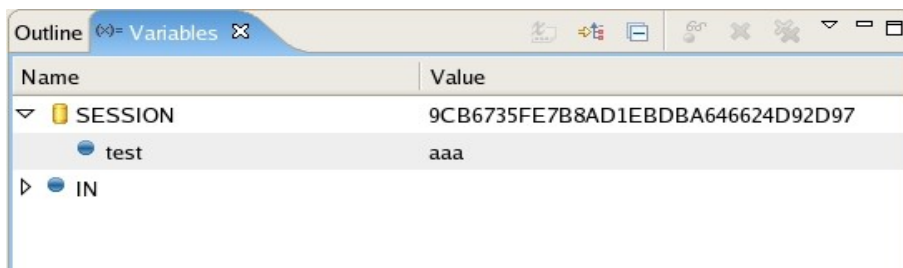 Outline (x)= Variables
Name Value
SESSION 9CB6735FE7B8AD1EBDBA646624D92D97
test aaa
IN